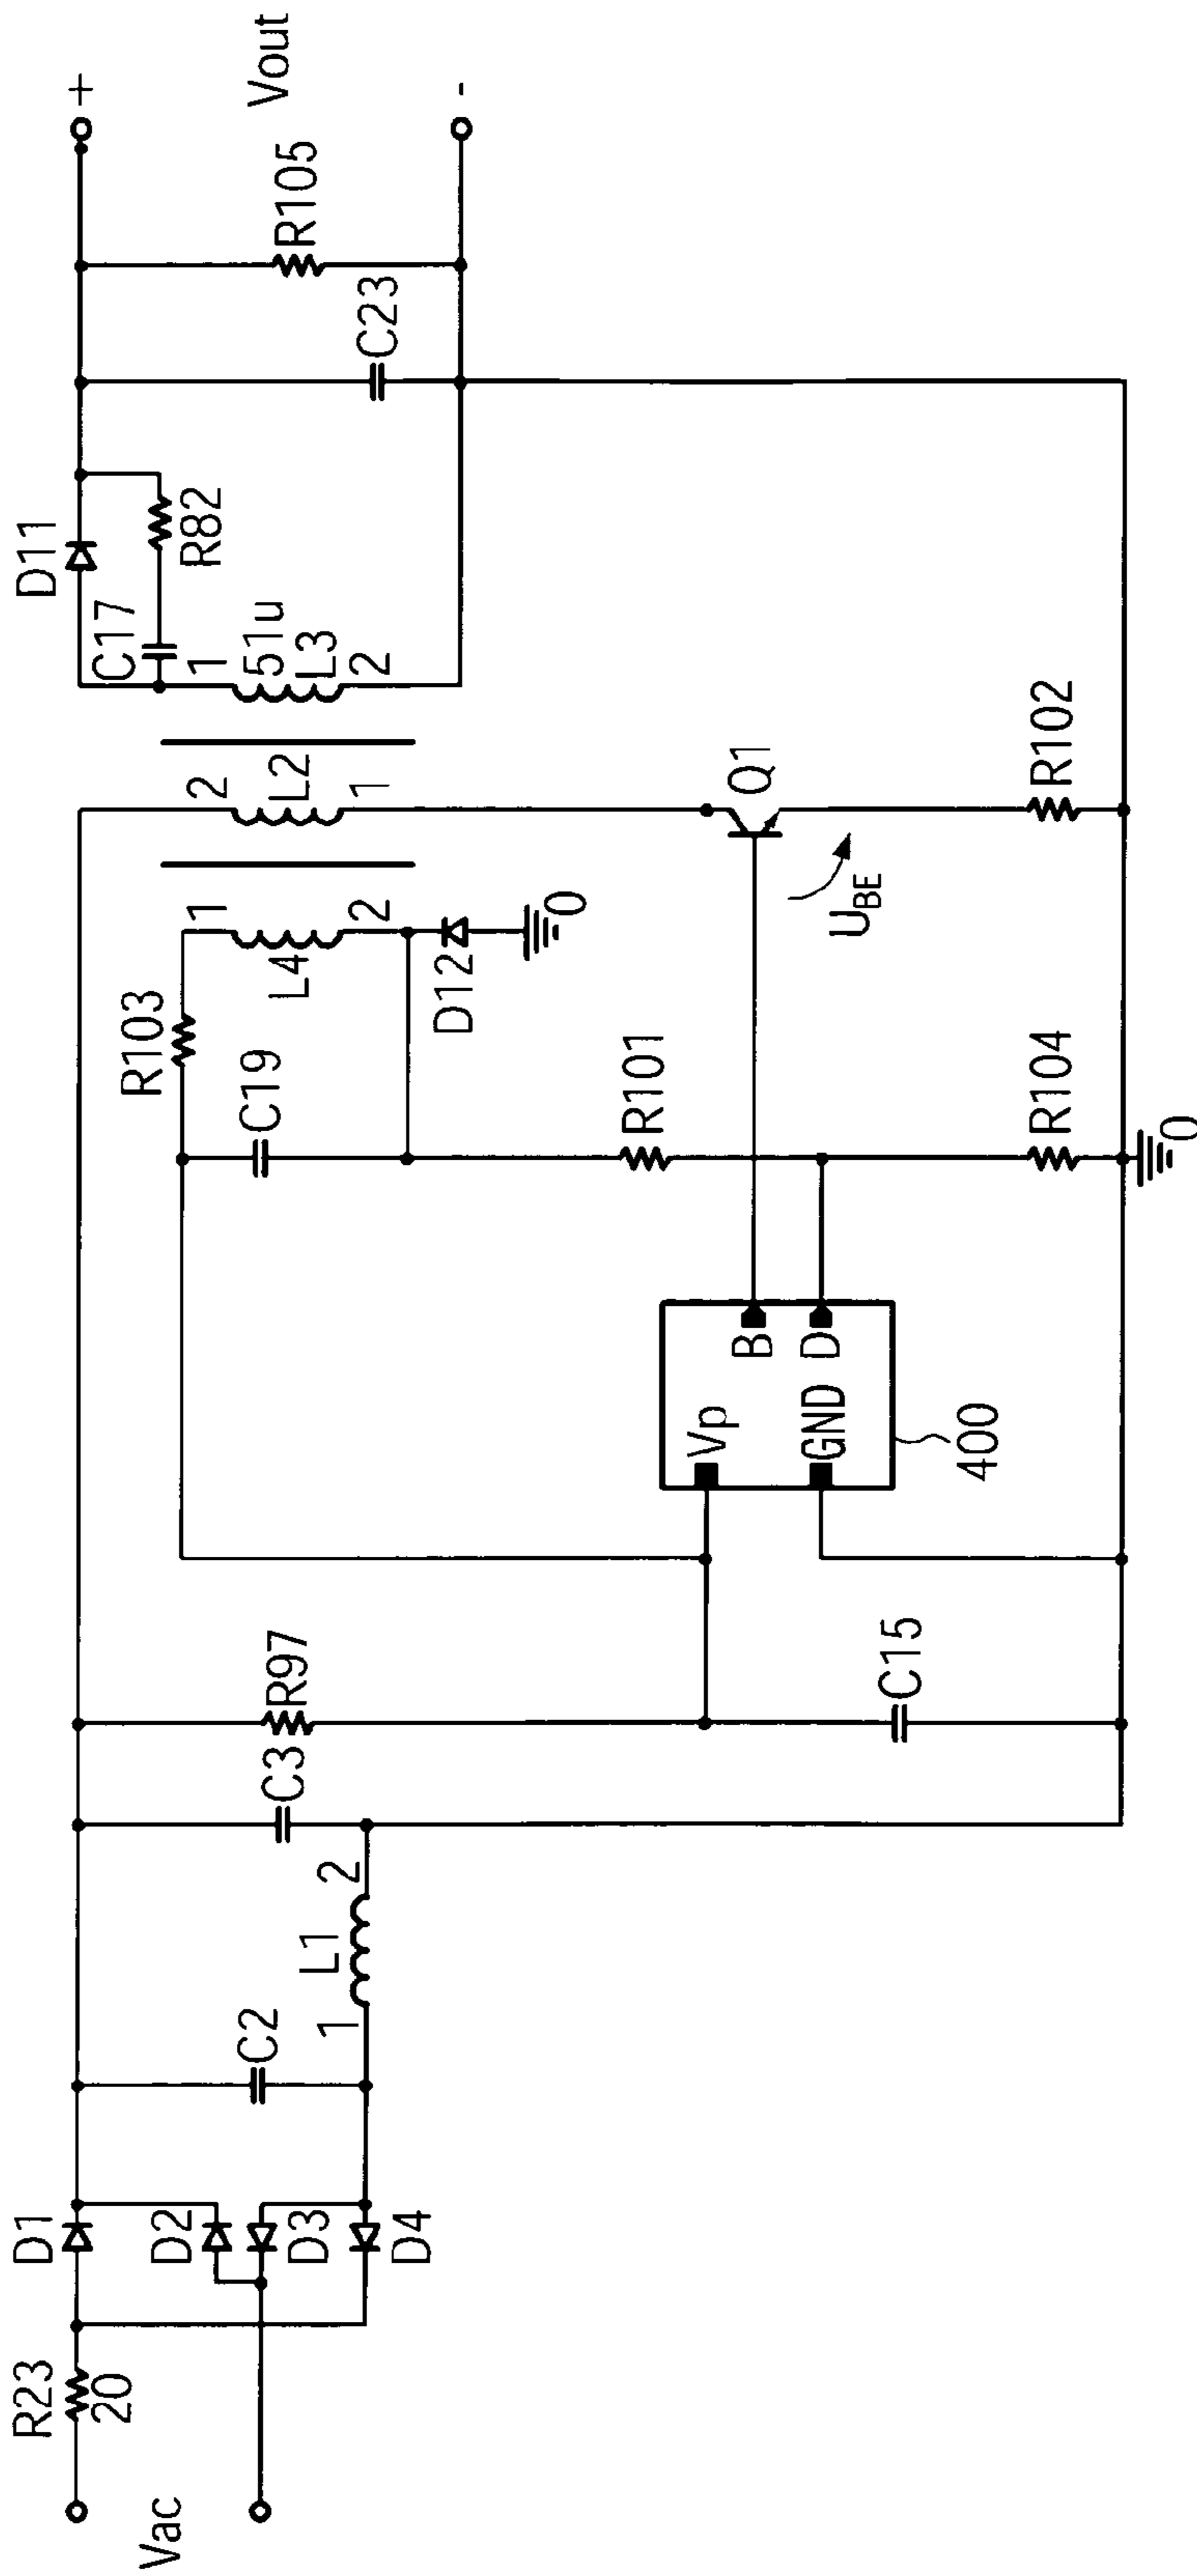 Vac
R23
20
D1
D2
D3
D4
C2
1
L1
2
C3
R97
C15
Vp
GND
B
D
400
R103
C19
1
L4
2
D12
0
R101
R104
0
2
L2
1
Q1
U_BE
R102
D11
C17
R82
1
51u
L3
2
C23
R105
+
Vout
-